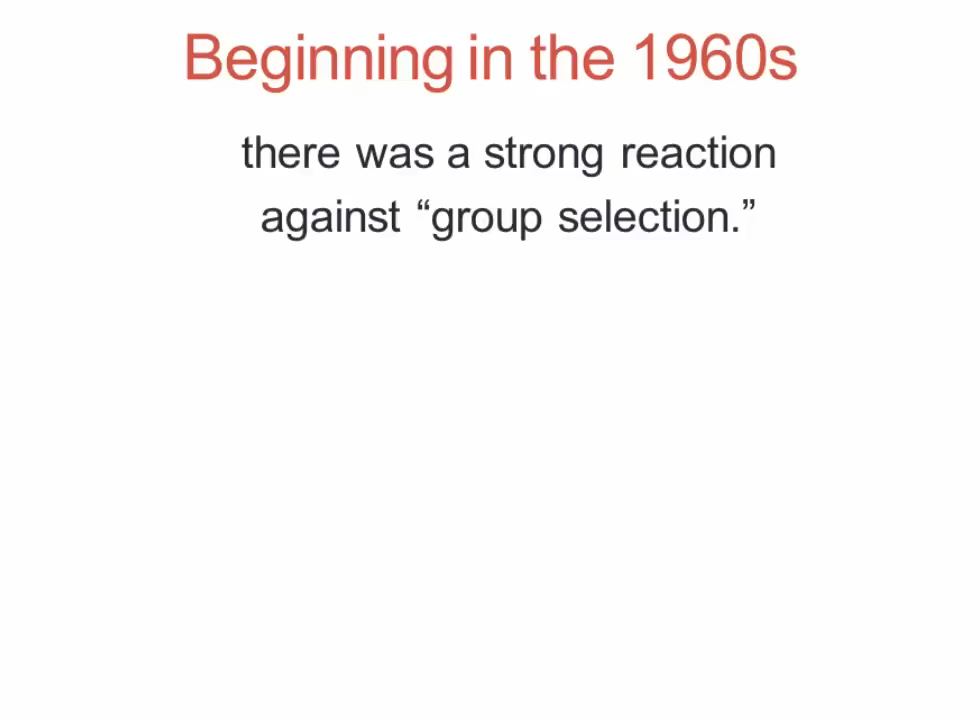 Beginning in the 1960s
there was a strong reaction
against “group selection.”